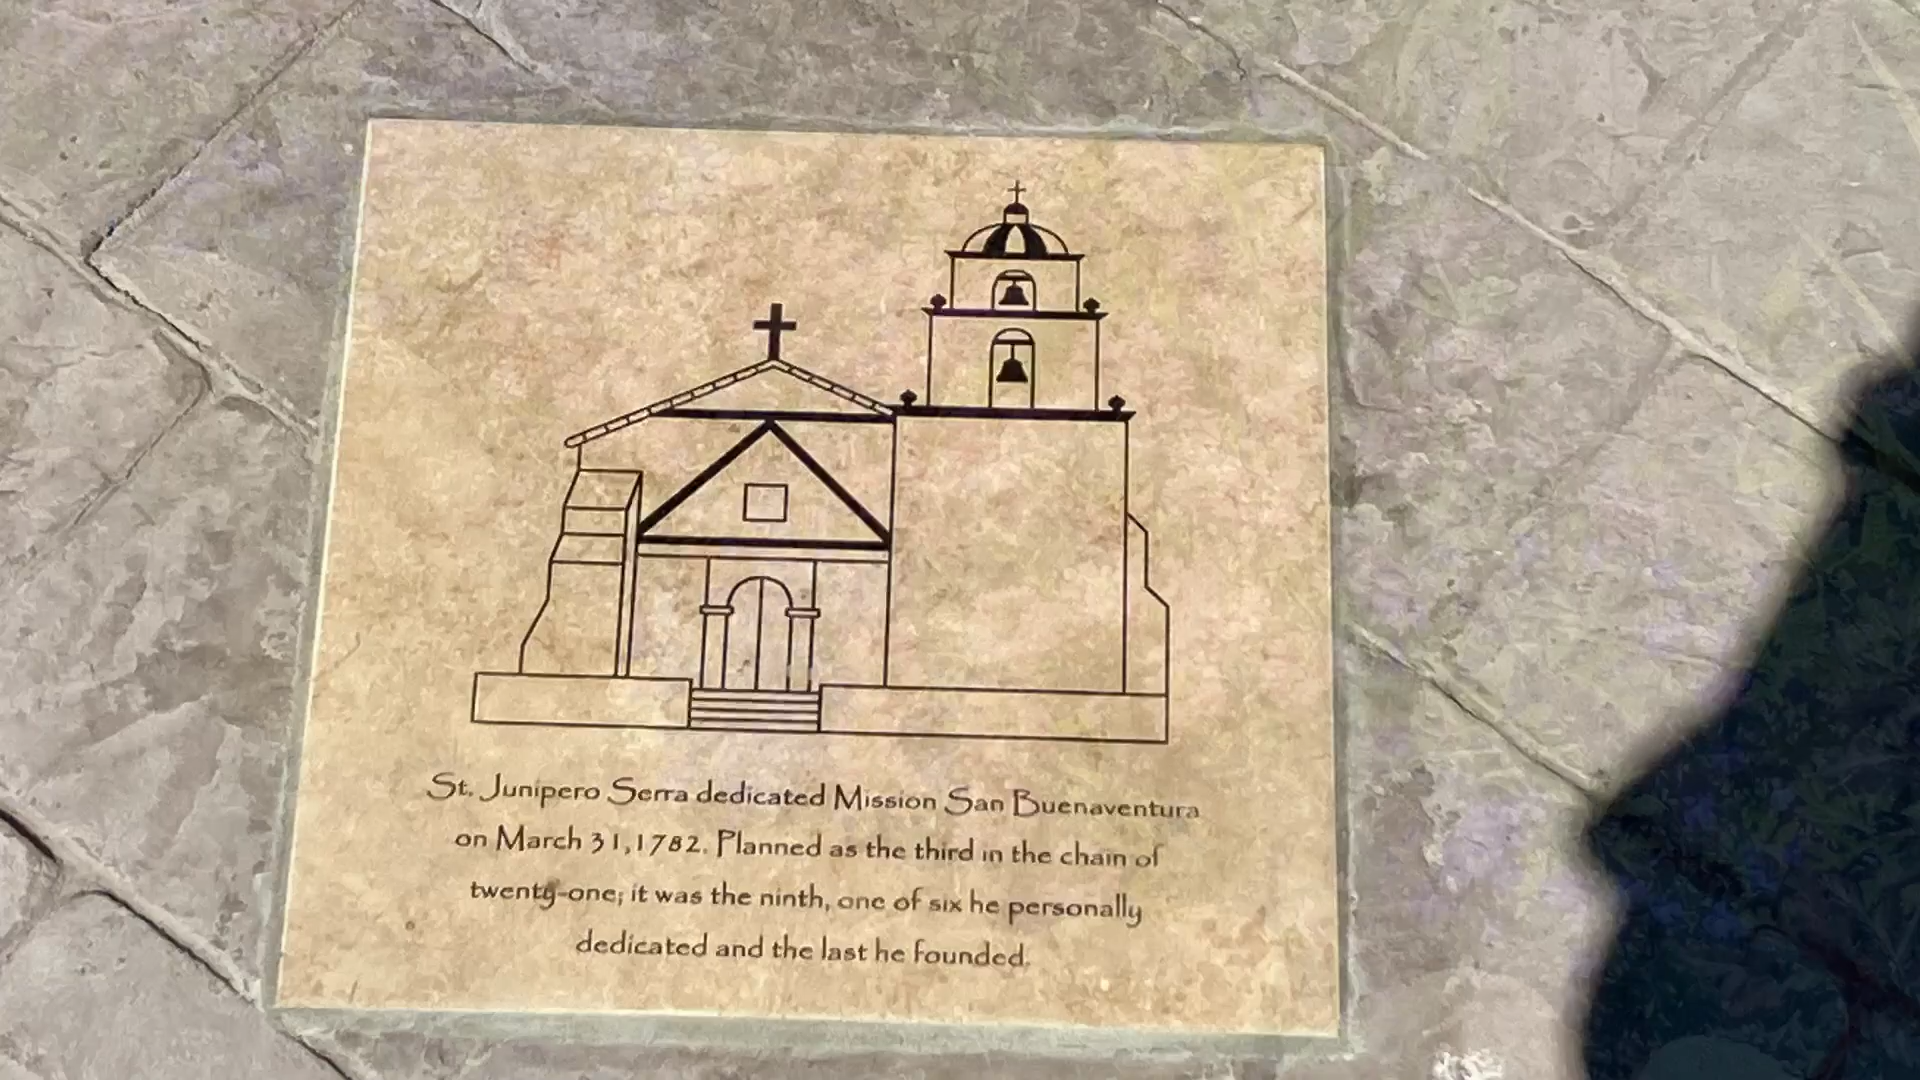 St. Junipero Serra dedicated Mission San Buenaventura
on March 31, 1782. Planned as the third in the chain of
twenty-one; it was the ninth, one of six he personally
dedicated and the last he founded.